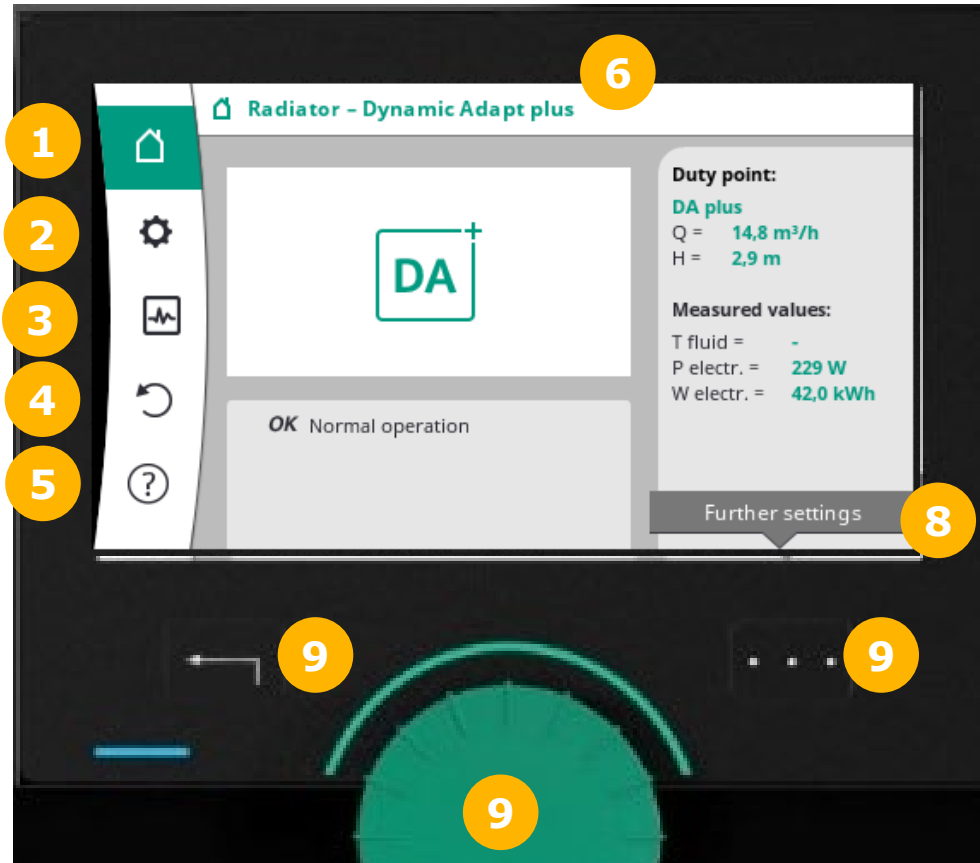 6
Radiator – Dynamic Adapt plus
1
2
3
4
5
?
DA+
OK Normal operation
Duty point:
DA plus
Q = 14,8 m³/h
H = 2,9 m
Measured values:
T fluid = -
P electr. = 229 W
W electr. = 42,0 kWh
Further settings
8
9
9
9